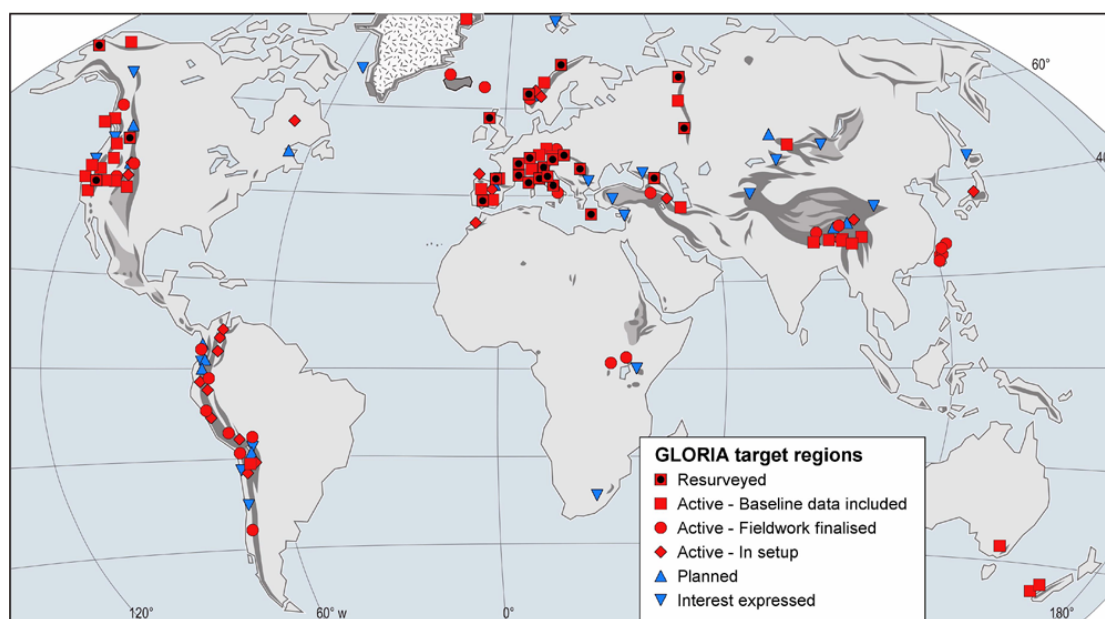 60°
40
GLORIA target regions
Resurveyed
Active - Baseline data included
Active - Fieldwork finalised
Active - In setup
Planned
Interest expressed
120°
60° w
0°
180°